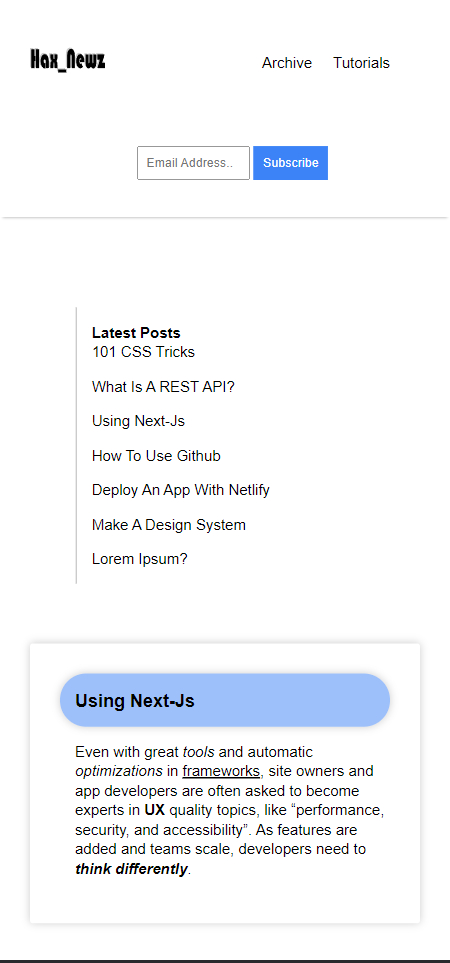 Hax_Newz
Archive Tutorials
Email Address..
Subscribe
Latest Posts
101 CSS Tricks
What Is A REST API?
Using Next-Js
How To Use Github
Deploy An App With Netlify
Make A Design System
Lorem Ipsum?
Using Next-Js
Even with great tools and automatic
optimizations in frameworks, site owners and
app developers are often asked to become
experts in UX quality topics, like “performance,
security, and accessibility”. As features are
added and teams scale, developers need to
think differently.